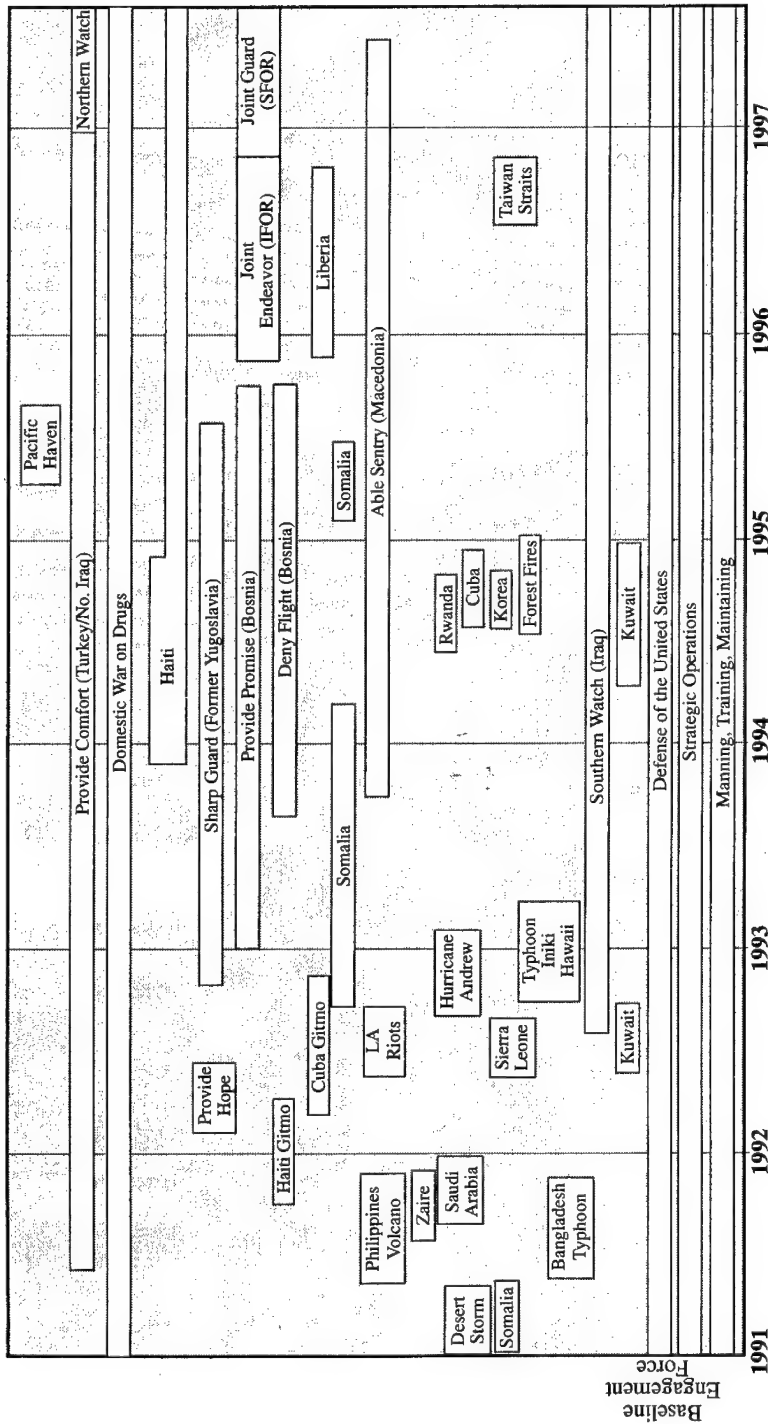 Pacific
Haven
Provide Comfort (Turkey/No. Iraq)
Northern Watch
Domestic War on Drugs
Haiti
Provide
Hope
Sharp Guard (Former Yugoslavia)
Provide Promise (Bosnia)
Joint
Endeavor (IFOR)
Joint Guard
(SFOR)
Haiti Gitmo
Deny Flight (Bosnia)
Cuba Gitmo
Liberia
Somalia
Somalia
Philippines
Volcano
LA
Riots
Able Sentry (Macedonia)
Zaire
Desert
Storm
Saudi
Arabia
Hurricane
Andrew
Rwanda
Cuba
Somalia
Sierra
Leone
Korea
Taiwan
Straits
Forest Fires
Bangladesh
Typhoon
Typhoon
Iniki
Hawaii
Southern Watch (Iraq)
Kuwait
Kuwait
Defense of the United States
Strategic Operations
Manning, Training, Maintaining
Baseline
Engagement
Force
1991
1992
1993
1994
1995
1996
1997